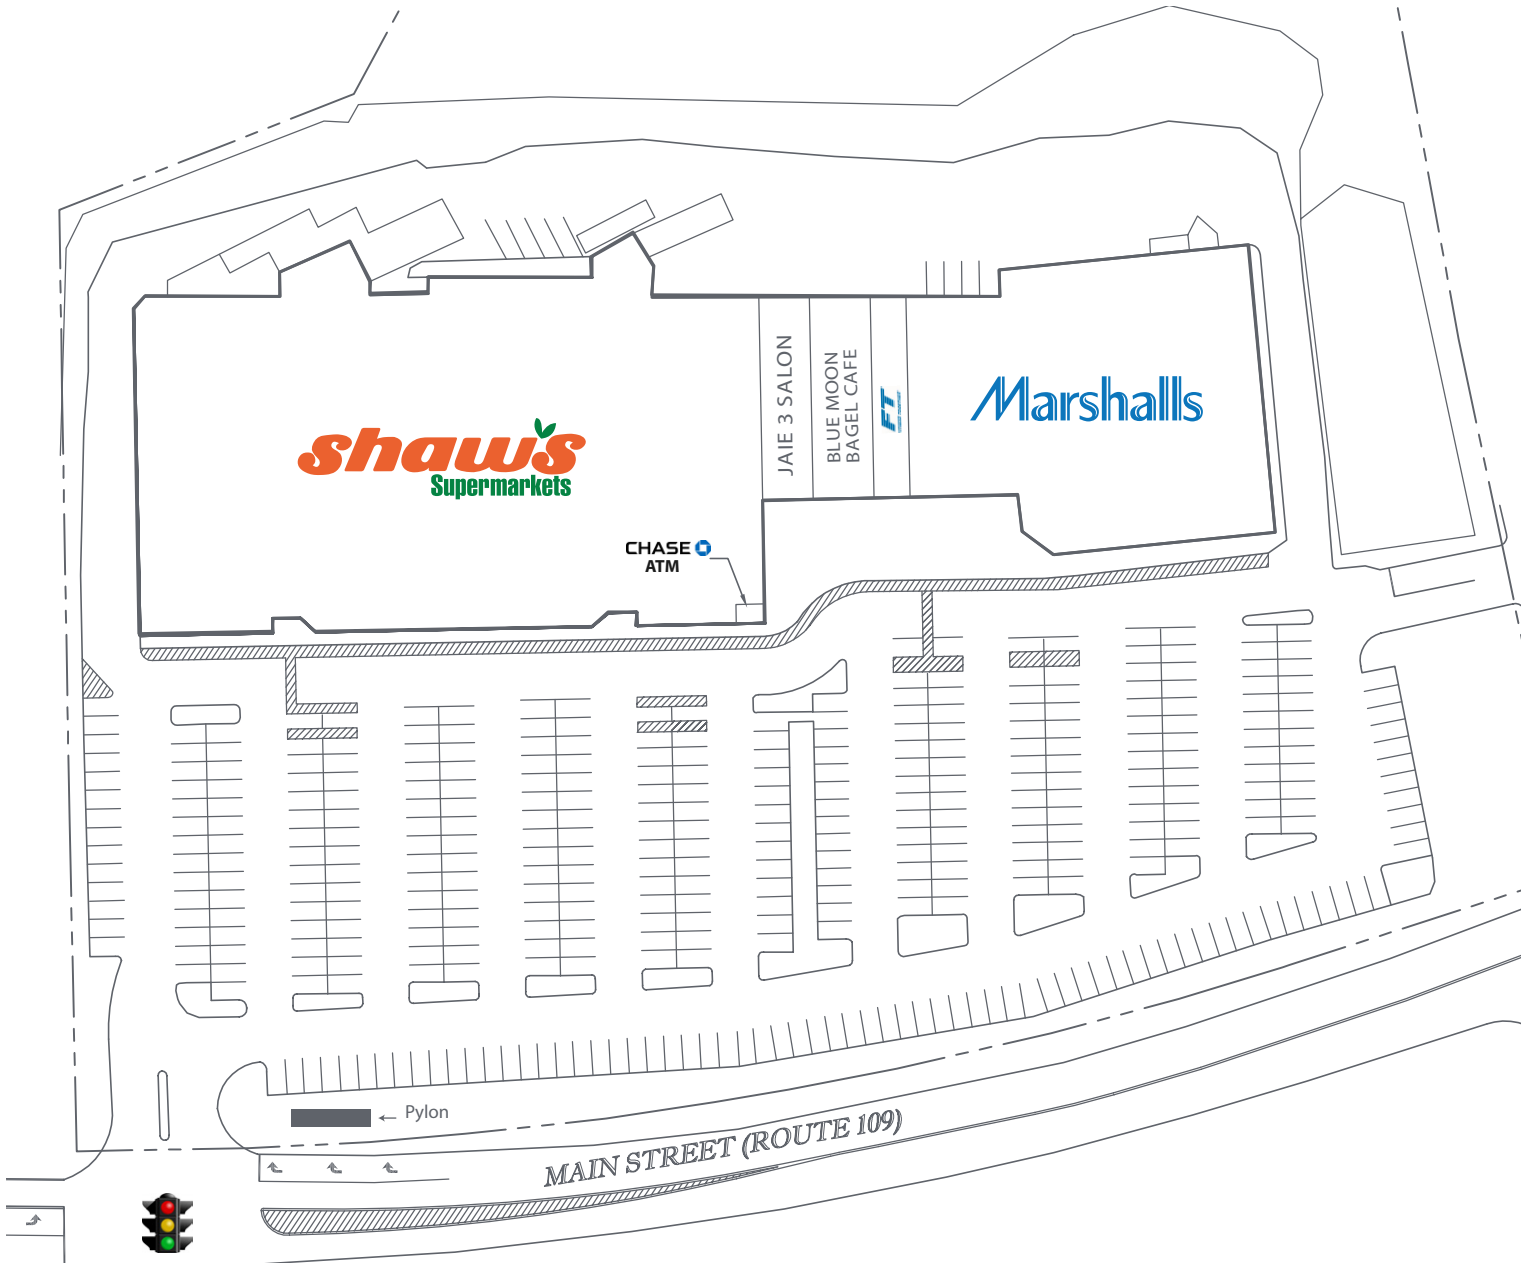 JAIE 3 SALON
BLUE MOON
BAGEL CAFE
FT
Marshalls
shaw's
Supermarkets
CHASE
ATM
Pylon
MAIN STREET (ROUTE 109)